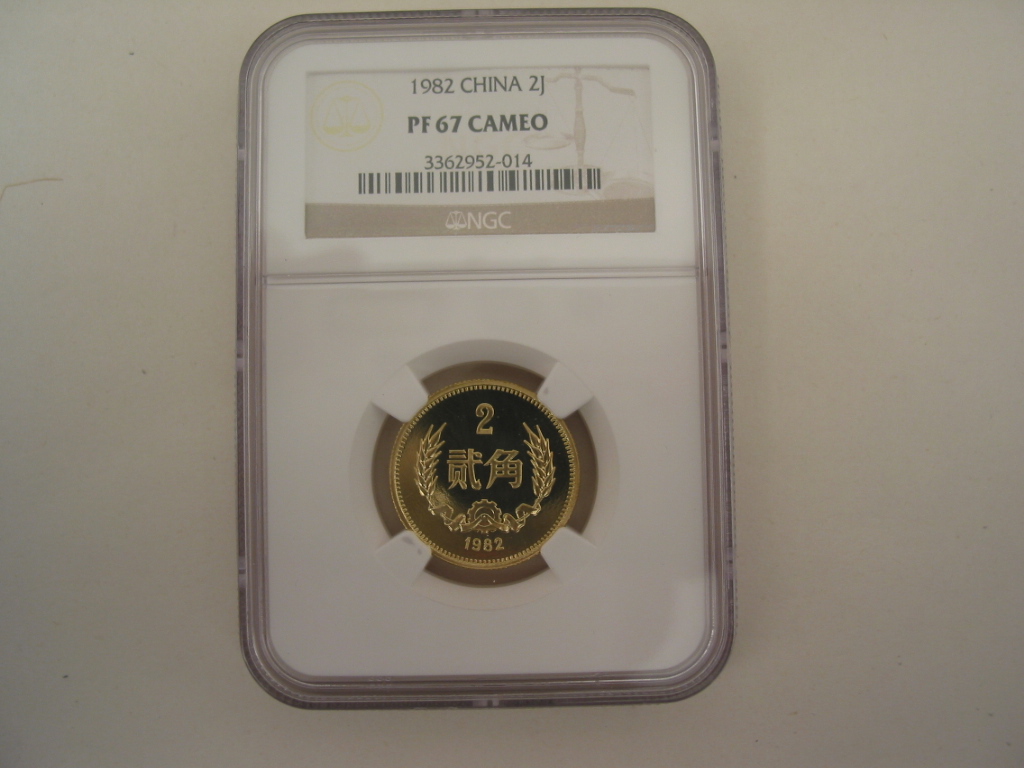 1982 CHINA 2J
PF 67 CAMEO
3362952-014
NGC
2
贰角
1982